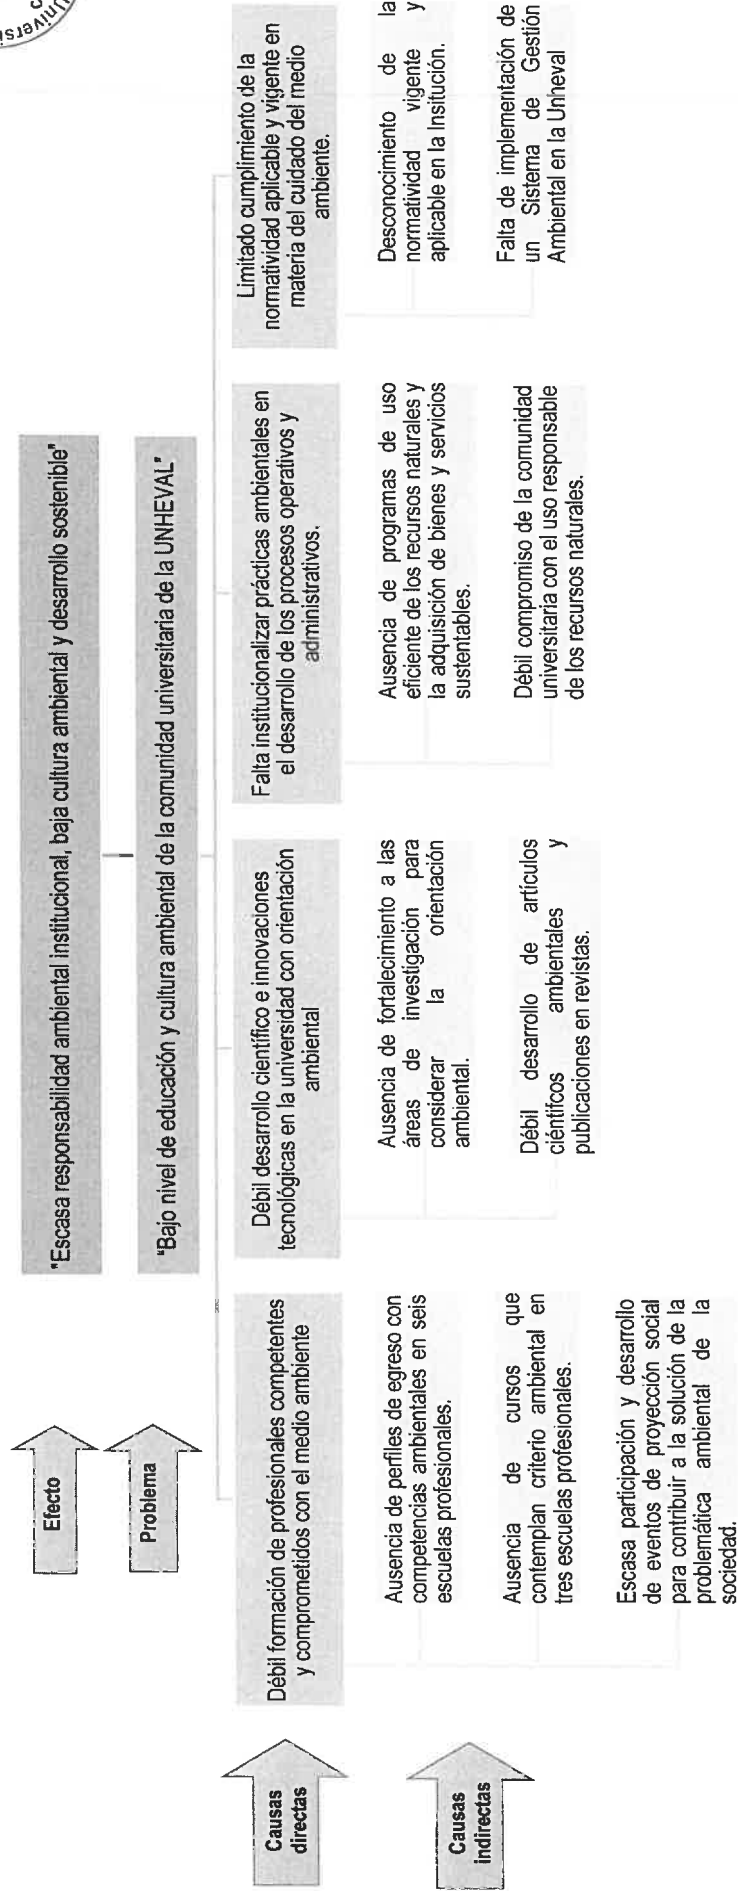 Universi
Efecto
"Escasa responsabilidad ambiental institucional, baja cultura ambiental y desarrollo sostenible"
Problema
"Bajo nivel de educación y cultura ambiental de la comunidad universitaria de la UNHEVAL"
Causas
directas
Débil formación de profesionales competentes
y comprometidos con el medio ambiente
Débil desarrollo científico e innovaciones
tecnológicas en la universidad con orientación
ambiental
Falta institucionalizar prácticas ambientales en
el desarrollo de los procesos operativos y
administrativos.
Limitado cumplimiento de la
normatividad aplicable y vigente en
materia del cuidado del medio
ambiente.
Causas
indirectas
Ausencia de perfiles de egreso con
competencias ambientales en seis
escuelas profesionales.
Ausencia de cursos que
contemplan criterio ambiental en
tres escuelas profesionales.
Escasa participación y desarrollo
de eventos de proyección social
para contribuir a la solución de la
problemática ambiental de la
sociedad.
Ausencia de fortalecimiento a las
áreas de investigación para
considerar la orientación
ambiental.
Débil desarrollo de artículos
ciéntifcos ambientales y
publicaciones en revistas.
Ausencia de programas de uso
eficiente de los recursos naturales y
la adquisición de bienes y servicios
sustentables.
Débil compromiso de la comunidad
universitaria con el uso responsable
de los recursos naturales.
Desconocimiento de la
normatividad vigente y
aplicable en la Insitución.
Falta de implementación de
un Sistema de Gestión
Ambiental en la Unheval